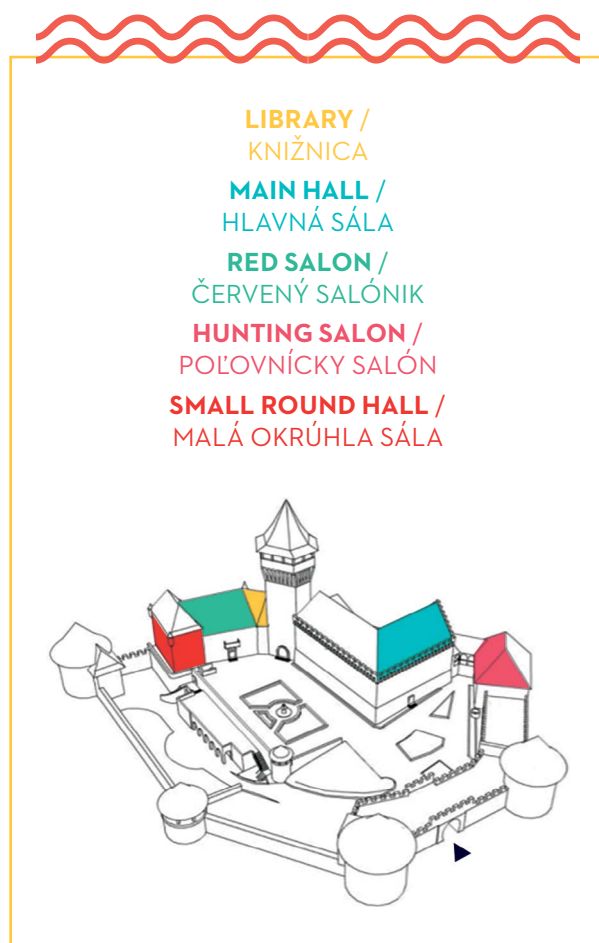 LIBRARY /
KNIŽNICA
MAIN HALL /
HLAVNÁ SÁLA
RED SALON /
ČERVENÝ SALÓNIK
HUNTING SALON /
POĽOVNÍCKY SALÓN
SMALL ROUND HALL /
MALÁ OKRÚHLA SÁLA